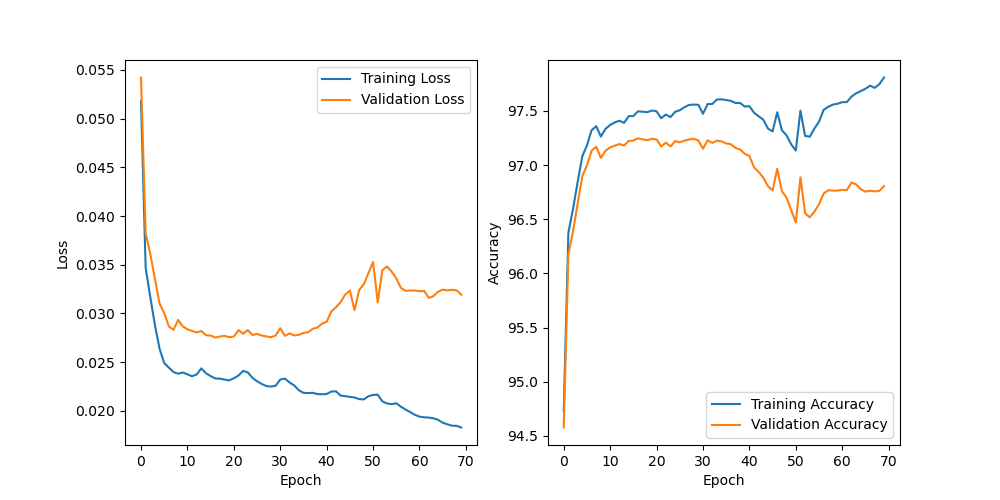 Training Loss
Validation Loss
0.055
0.050
0.045
0.040
0.035
0.030
0.025
0.020
Loss
0 10 20 30 40 50 60 70
Epoch
97.5
97.0
96.5
96.0
95.5
95.0
94.5
Accuracy
Training Accuracy
Validation Accuracy
0 10 20 30 40 50 60 70
Epoch